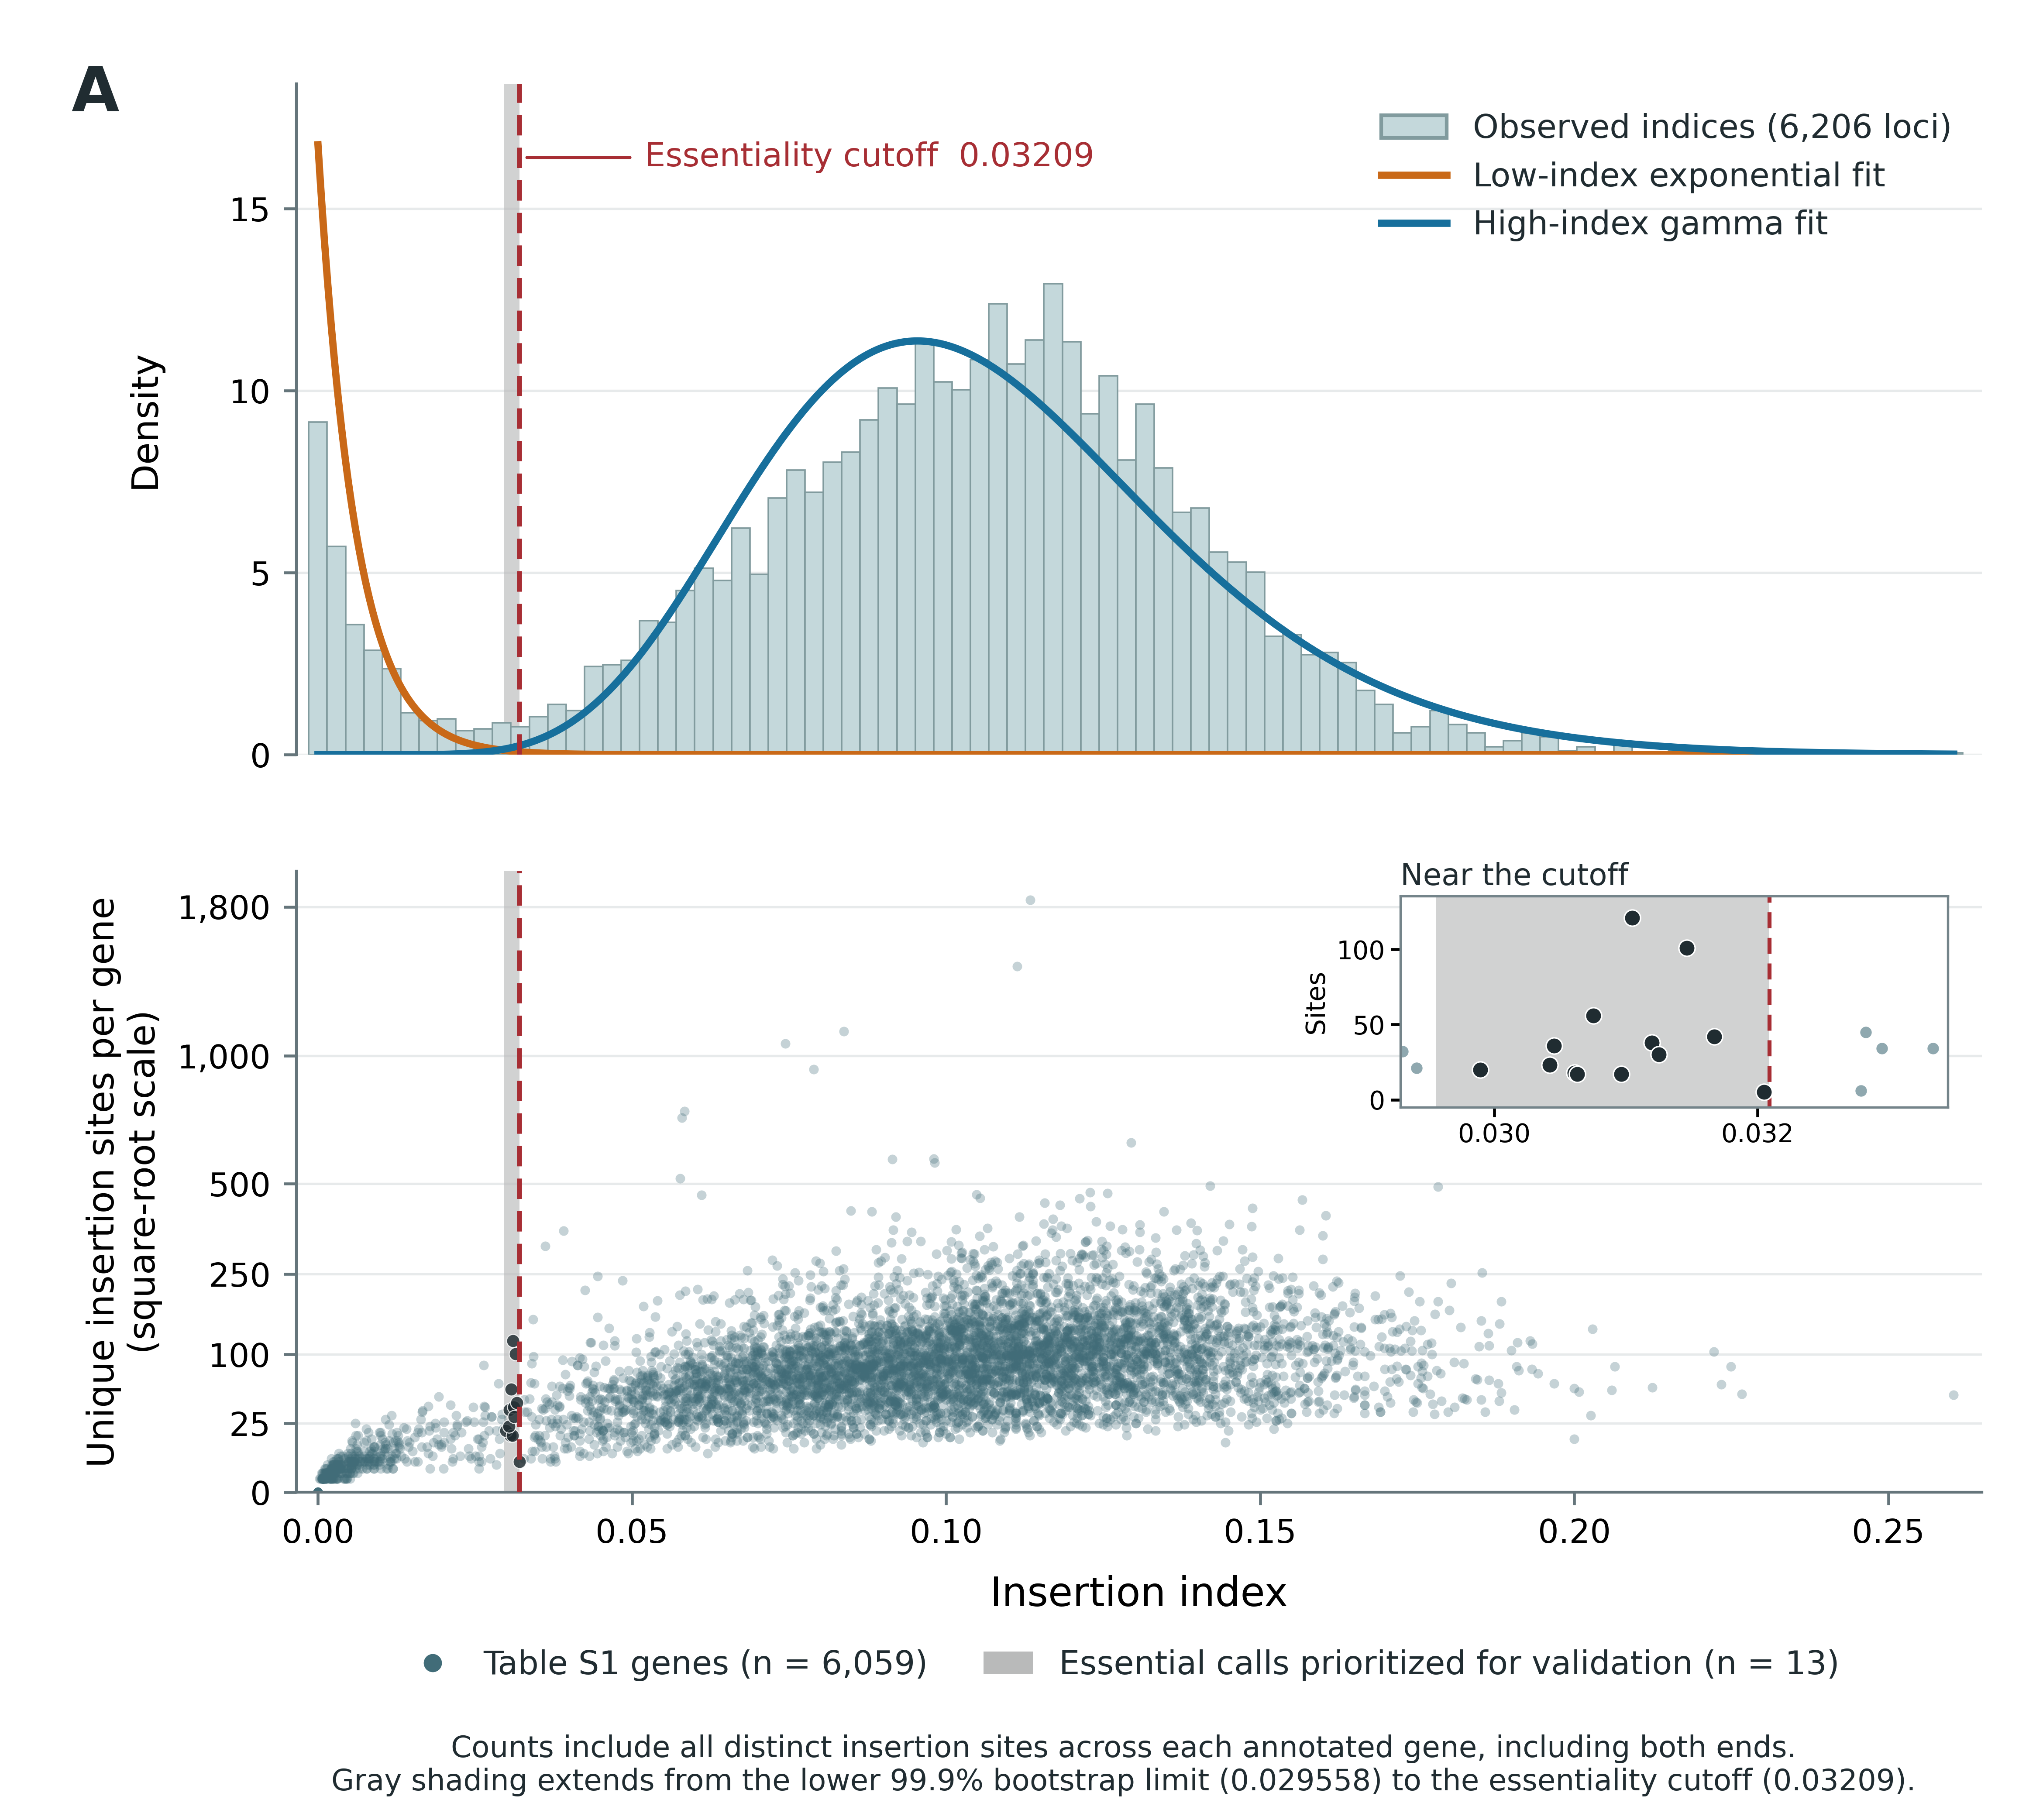 A
Essentiality cutoff  0.03209
Observed indices (6,206 loci)
Low-index exponential fit
High-index gamma fit
Density
15
10
5
0
Unique insertion sites per gene
(square-root scale)
1,800
1,000
500
250
100
25
0
Near the cutoff
Sites
100
50
0
0.030
0.032
0.00
0.05
0.10
0.15
0.20
0.25
Insertion index
Table S1 genes (n = 6,059)
Essential calls prioritized for validation (n = 13)
Counts include all distinct insertion sites across each annotated gene, including both ends.
Gray shading extends from the lower 99.9% bootstrap limit (0.029558) to the essentiality cutoff (0.03209).